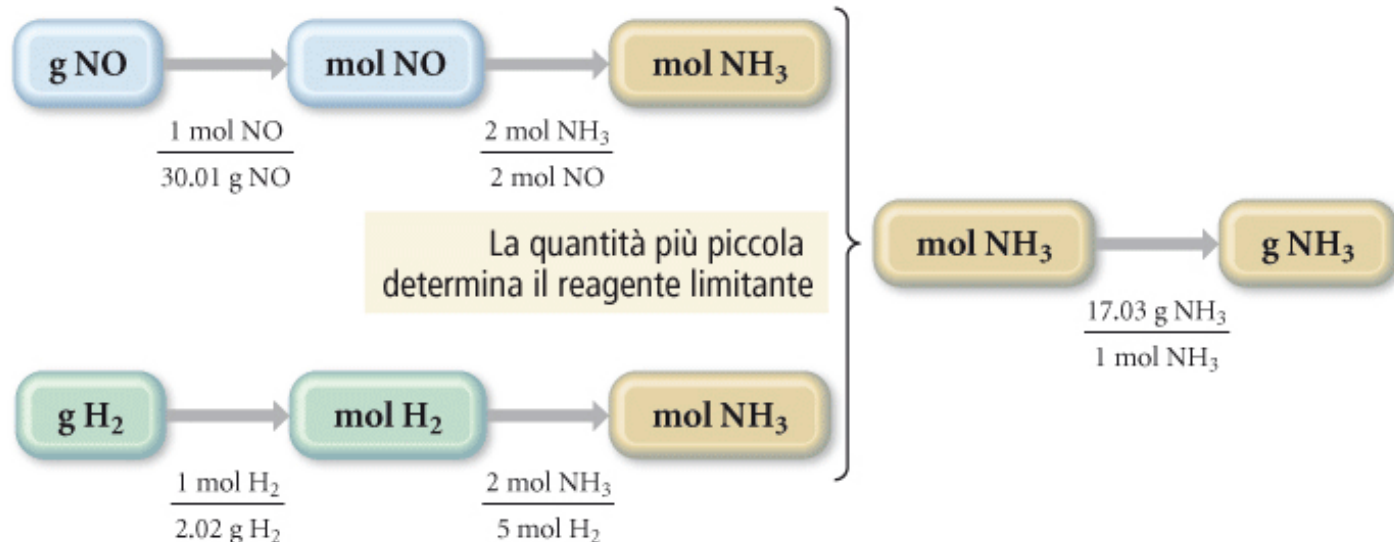 g NO
mol NO
mol NH₃
1 mol NO
30.01 g NO
2 mol NH₃
2 mol NO
La quantità più piccola
determina il reagente limitante
mol NH₃
g NH₃
17.03 g NH₃
1 mol NH₃
g H₂
mol H₂
mol NH₃
1 mol H₂
2.02 g H₂
2 mol NH₃
5 mol H₂